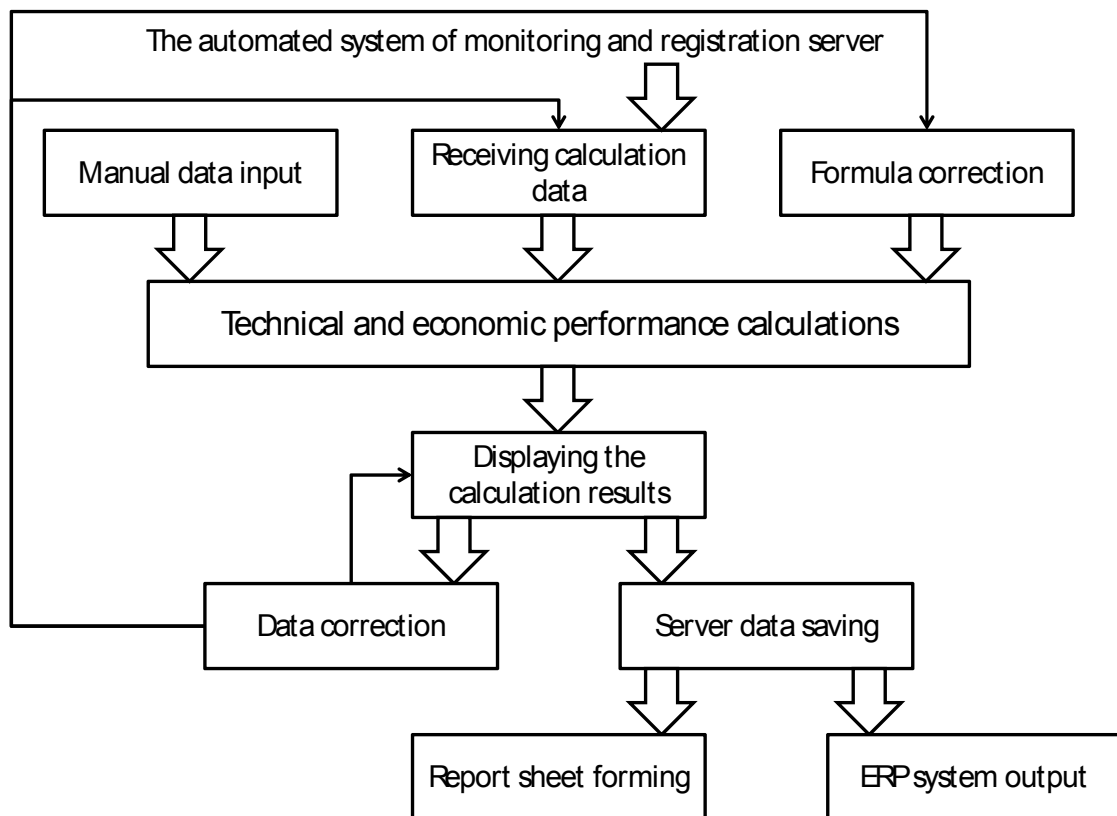 The automated system of monitoring and registration server
Manual data input
Receiving calculation
data
Formula correction
Technical and economic performance calculations
Displaying the
calculation results
Data correction
Server data saving
Report sheet forming
ERP system output